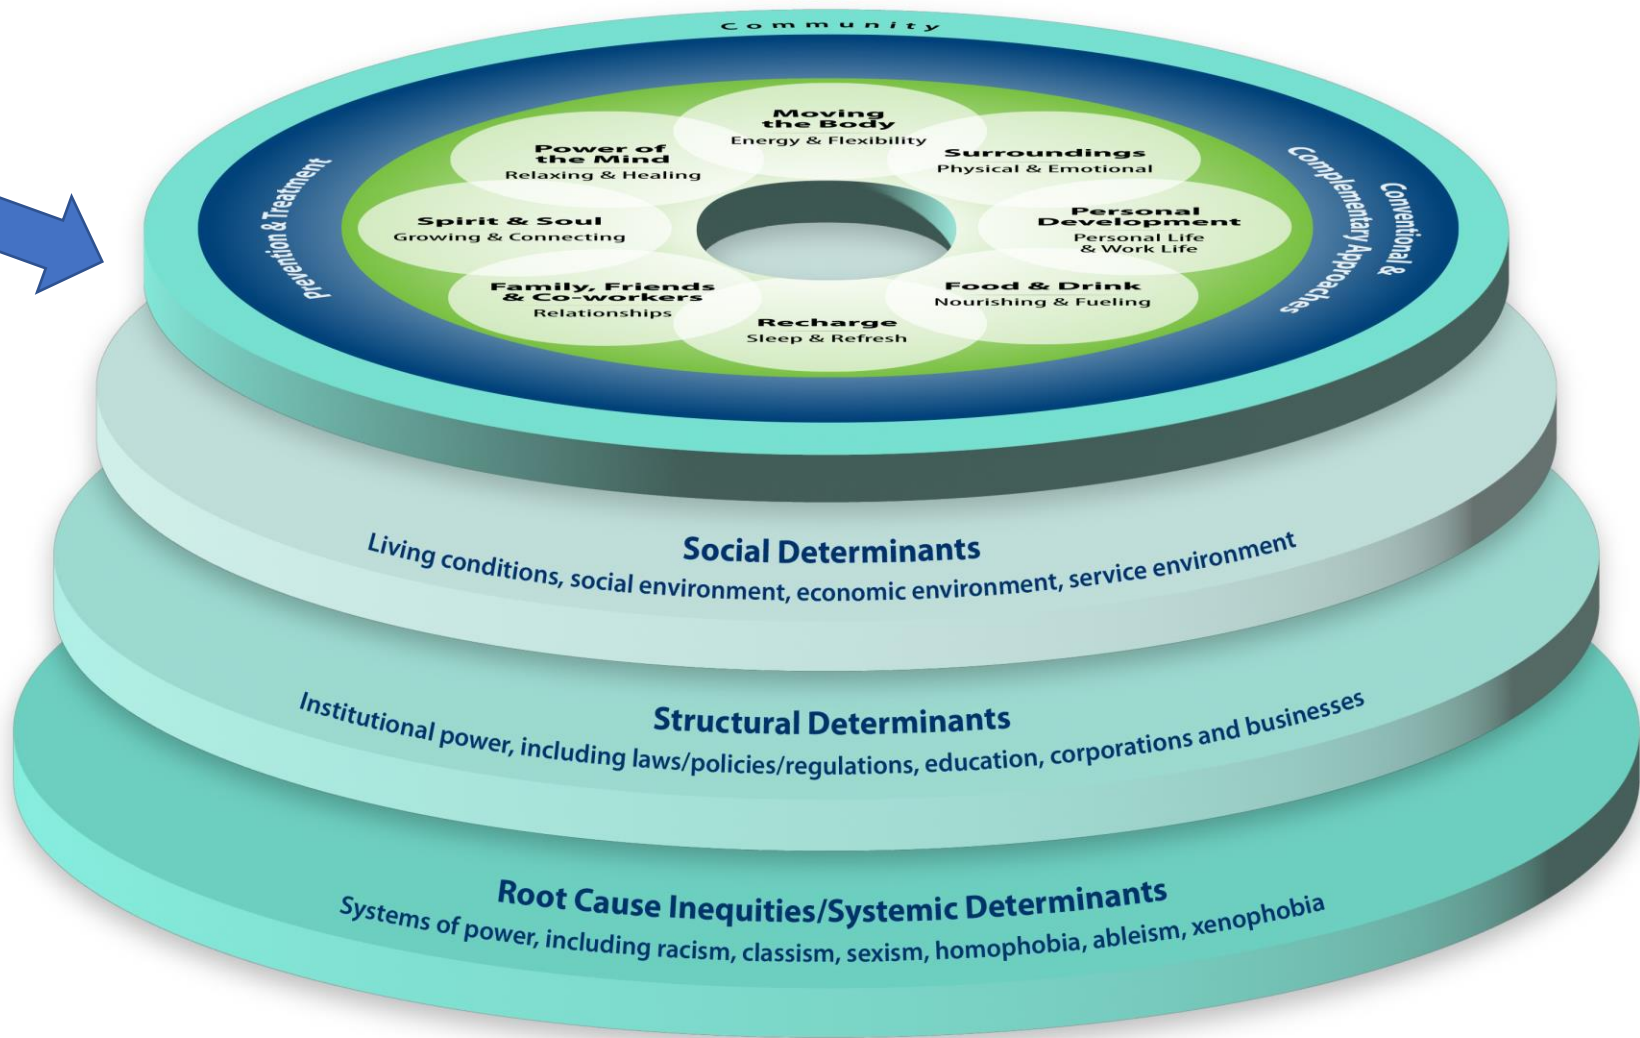 Community
Moving
the Body
Energy & Flexibility
Surroundings
Physical & Emotional
Personal
Development
Personal Life
& Work Life
Food & Drink
Nourishing & Fueling
Recharge
Sleep & Refresh
Family, Friends
& Co-workers
Relationships
Spirit & Soul
Growing & Connecting
Power of
the Mind
Relaxing & Healing
Prevention & Treatment
Conventional &
Complementary Approaches
Social Determinants
Living conditions, social environment, economic environment, service environment
Structural Determinants
Institutional power, including laws/policies/regulations, education, corporations and businesses
Root Cause Inequities/Systemic Determinants
Systems of power, including racism, classism, sexism, homophobia, ableism, xenophobia